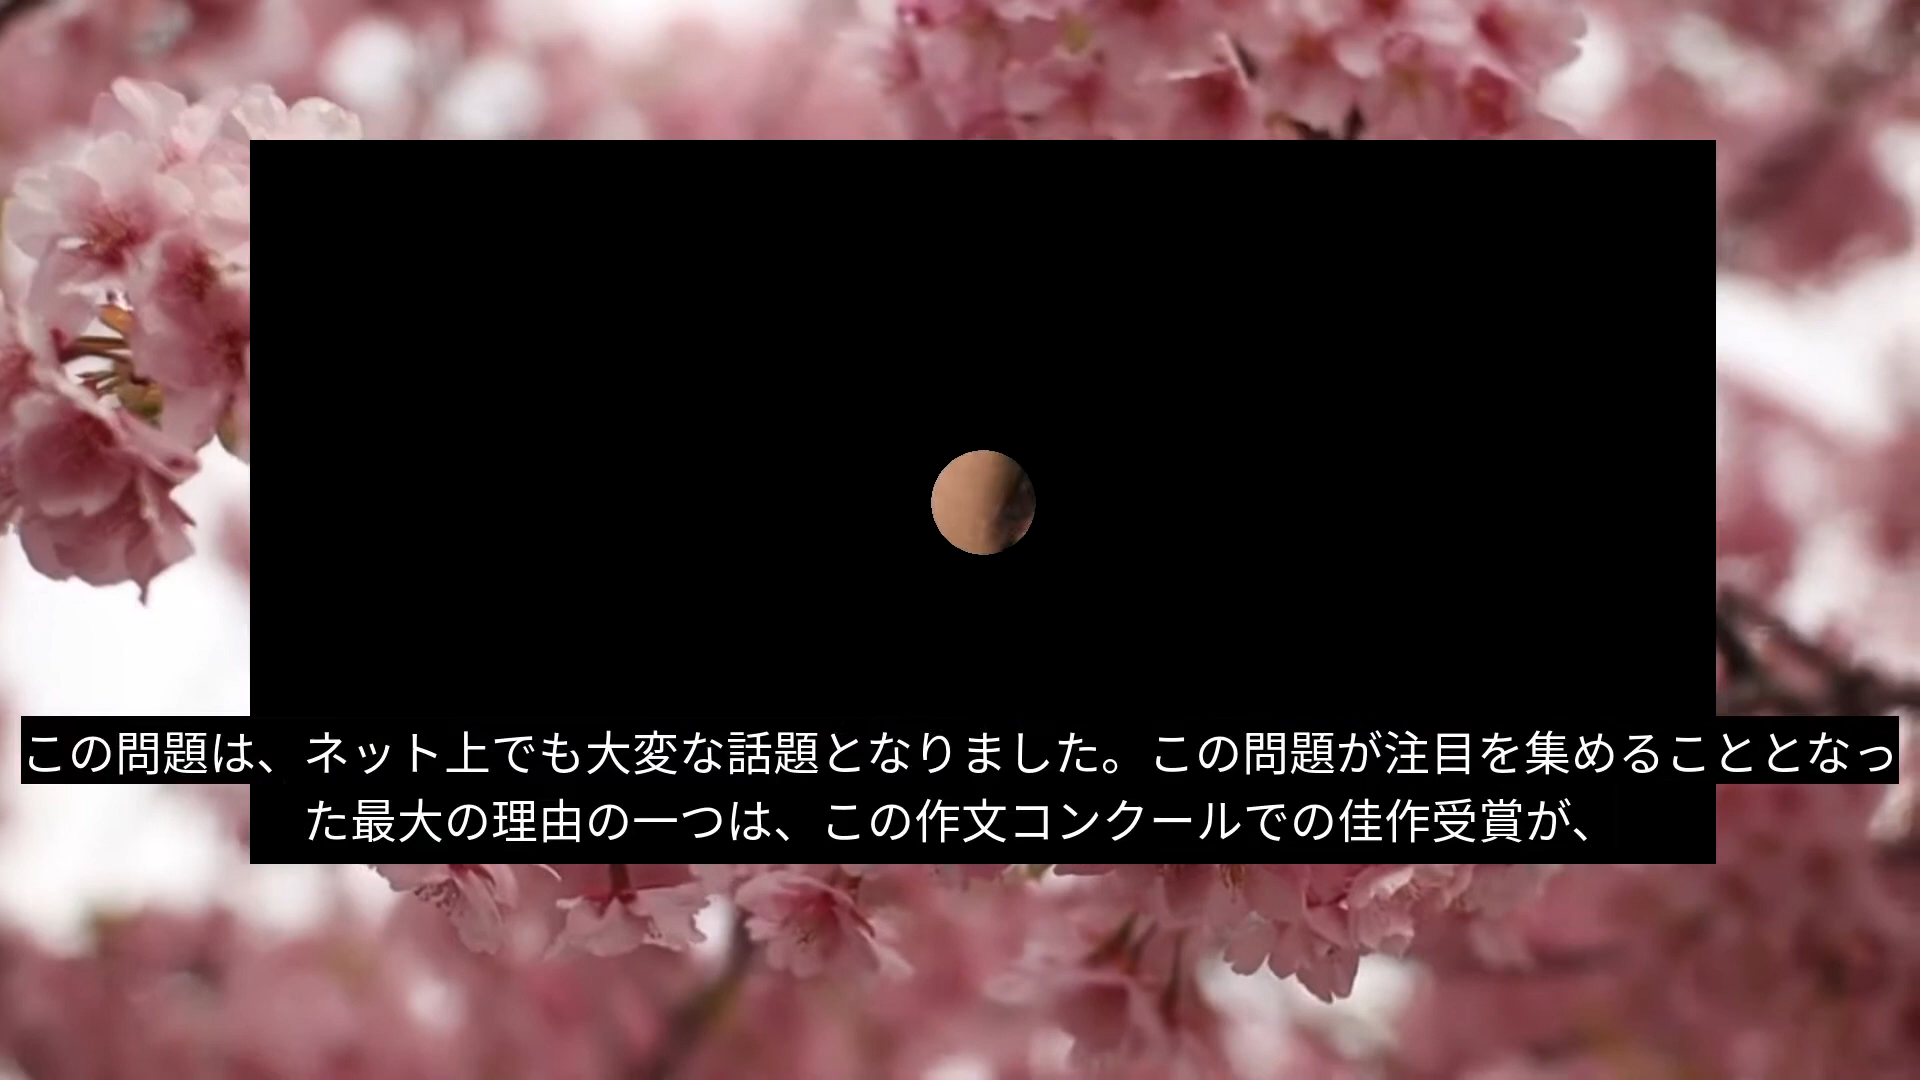 この問題は、ネット上でも大変な話題となりました。この問題が注目を集めることとなっ
た最大の理由の一つは、この作文コンクールでの佳作受賞が、